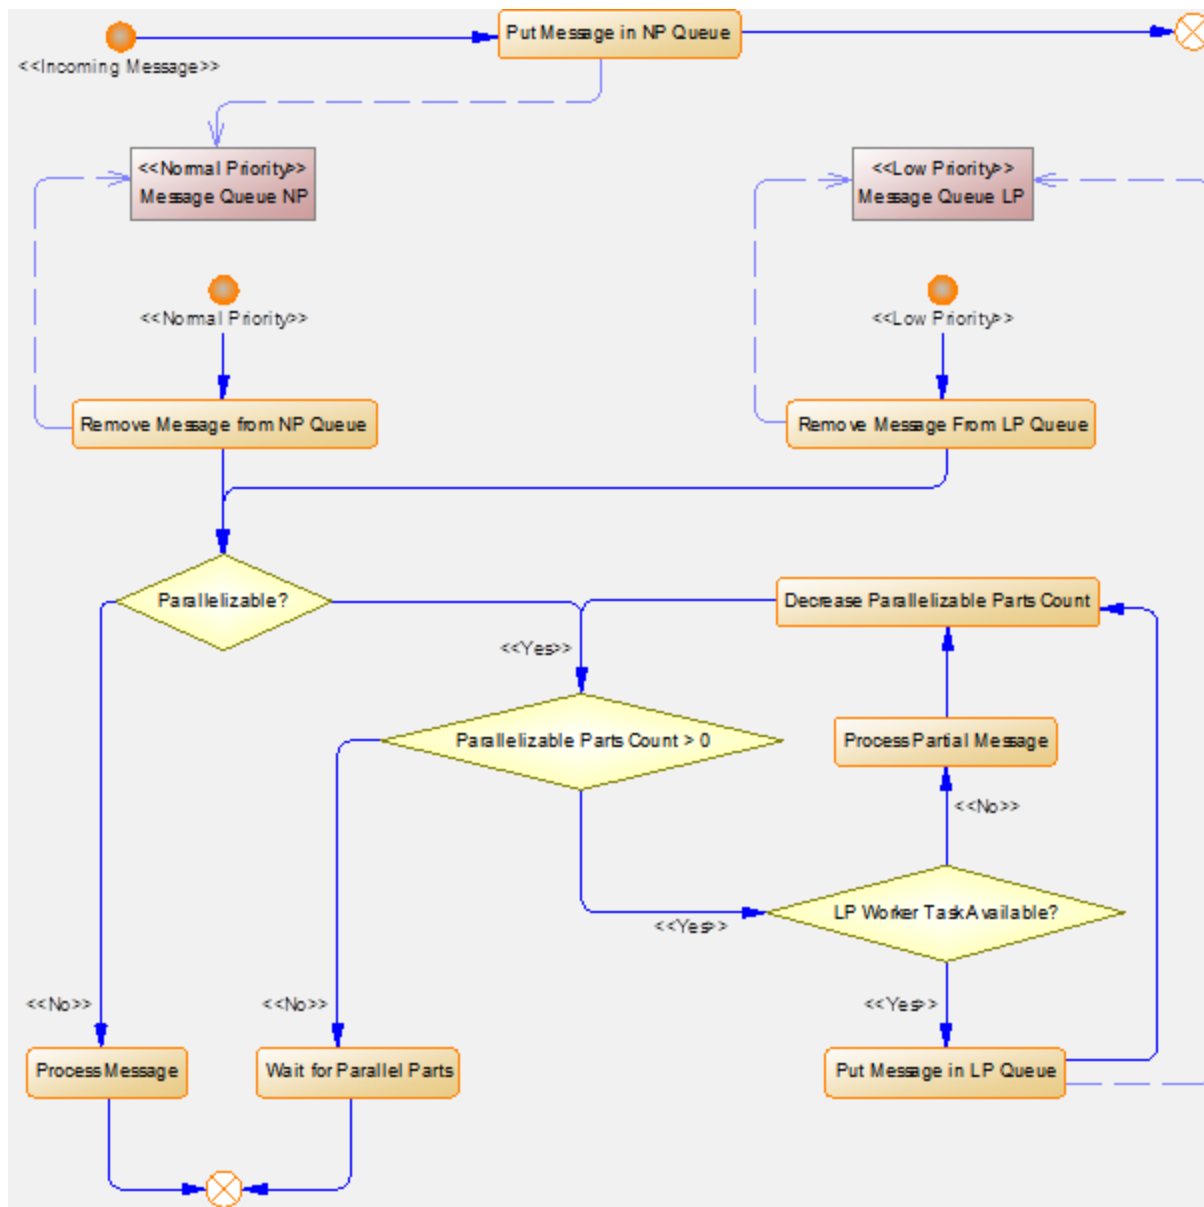 Put Message in NP Queue
<<Incoming Message>>
<<Normal Priority>>
Message Queue NP
<<Low Priority>>
Message Queue LP
<<Normal Priority>>
<<Low Priority>>
Remove Message from NP Queue
Remove Message From LP Queue
Parallelizable?
Decrease Parallelizable Parts Count
<<Yes>>
Parallelizable Parts Count > 0
Process Partial Message
<<No>>
LP Worker Task Available?
<<Yes>>
<<No>>
<<No>>
<<Yes>>
Process Message
Wait for Parallel Parts
Put Message in LP Queue